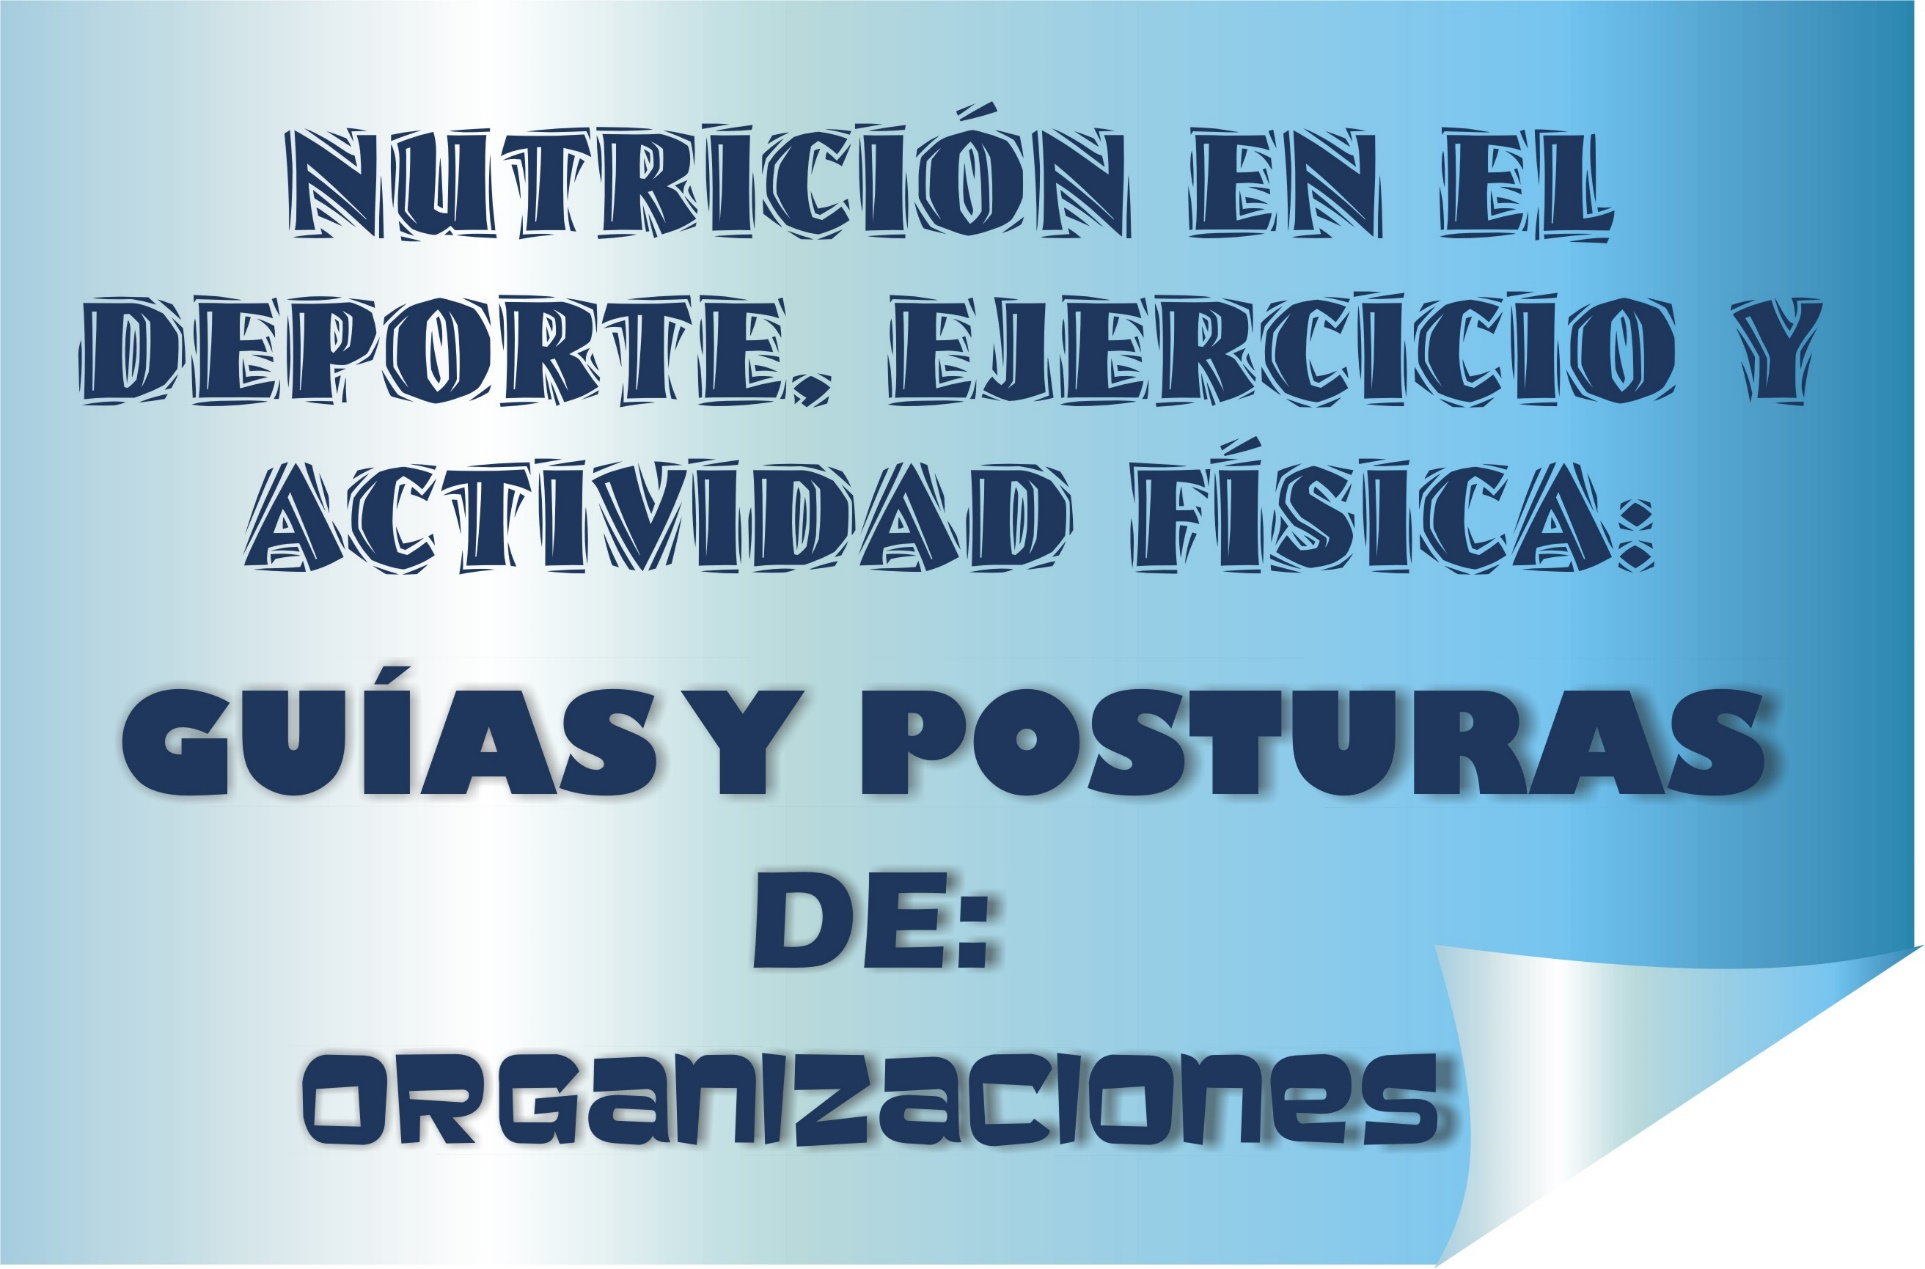 NUTRICIÓN EN EL
DEPORTE, EJERCICIO Y
ACTIVIDAD FÍSICA:
GUÍAS Y POSTURAS
DE:
ORGANIZACIONES